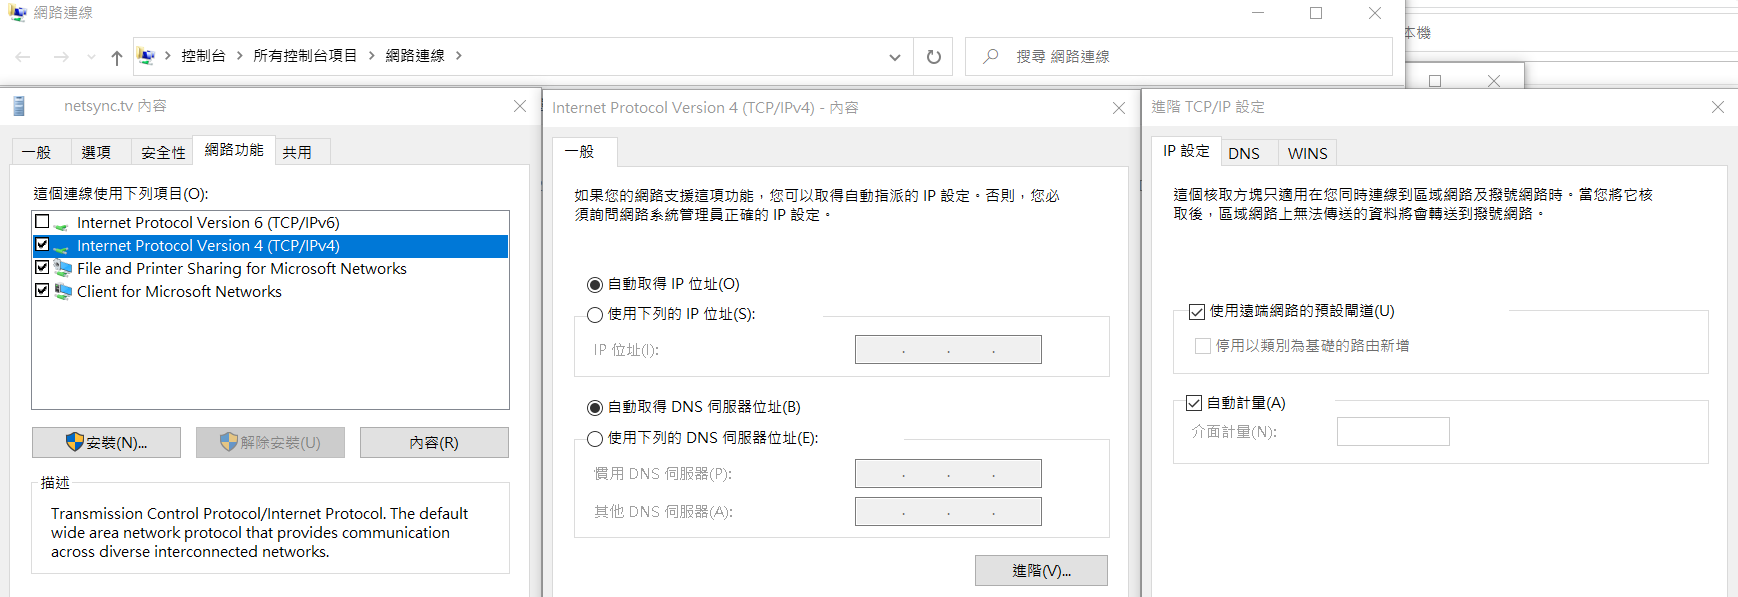 網路連線
控制台 所有控制台項目 網路連線
搜尋 網路連線
本機
netsync.tv 內容
一般 選項 安全性 網路功能 共用
這個連線使用下列項目(O):
Internet Protocol Version 6 (TCP/IPv6)
Internet Protocol Version 4 (TCP/IPv4)
File and Printer Sharing for Microsoft Networks
Client for Microsoft Networks
安裝(N)... 解除安裝(U) 內容(R)
描述
Transmission Control Protocol/Internet Protocol. The default
wide area network protocol that provides communication
across diverse interconnected networks.
Internet Protocol Version 4 (TCP/IPv4) - 內容
一般
如果您的網路支援這項功能，您可以取得自動指派的 IP 設定。否則，您必
須詢問網路系統管理員正確的 IP 設定。
自動取得 IP 位址(O)
使用下列的 IP 位址(S):
IP 位址(I):
自動取得 DNS 伺服器位址(B)
使用下列的 DNS 伺服器位址(E):
慣用 DNS 伺服器(P):
其他 DNS 伺服器(A):
進階(V)...
進階 TCP/IP 設定
IP 設定 DNS WINS
這個核取方塊只適用在您同時連線到區域網路及撥號網路時。當您將它核
取後，區域網路上無法傳送的資料將會轉送到撥號網路。
使用遠端網路的預設閘道(U)
停用以類別為基礎的路由新增
自動計量(A)
介面計量(N):